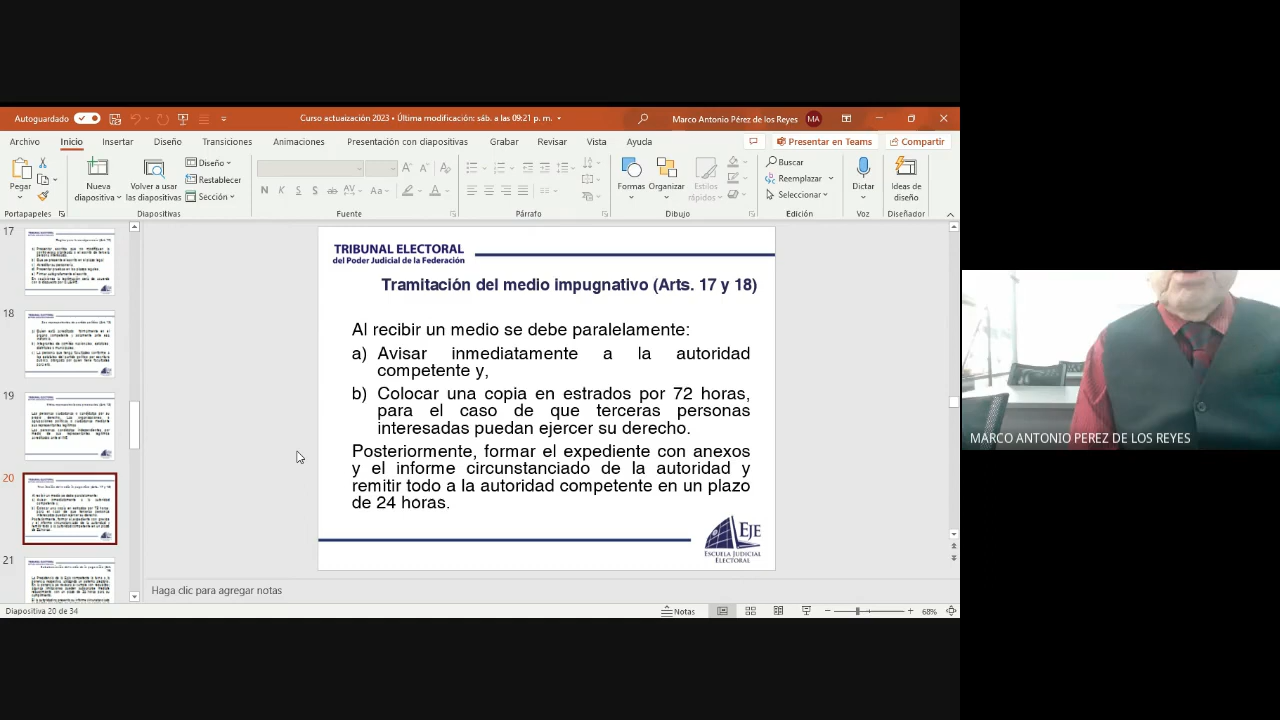 Autoguardado
Curso actuaización 2023 • Última modificación: sáb. a las 09:21 p. m.
Marco Antonio Pérez de los Reyes
MA
Archivo Inicio Insertar Diseño Transiciones Animaciones Presentación con diapositivas Grabar Revisar Vista Ayuda
Presentar en Teams
Compartir
Pegar
Nueva diapositiva
Volver a usar las diapositivas
Diseño
Restablecer
Sección
N K S S ab AV Aa
Formas
Organizar
Estilos rápidos
Buscar
Reemplazar
Seleccionar
Dictar
Ideas de diseño
Portapapeles Diapositivas Fuente Párrafo Dibujo Edición Voz Diseñador
17
18
19
20
21
TRIBUNAL ELECTORAL
del Poder Judicial de la Federación
Tramitación del medio impugnativo (Arts. 17 y 18)
Al recibir un medio se debe paralelamente:
a) Avisar inmediatamente a la autoridad
competente y,
b) Colocar una copia en estrados por 72 horas,
para el caso de que terceras personas
interesadas puedan ejercer su derecho.
Posteriormente, formar el expediente con anexos
y el informe circunstanciado de la autoridad y
remitir todo a la autoridad competente en un plazo
de 24 horas.
EJE
ESCUELA JUDICIAL
ELECTORAL
Haga clic para agregar notas
Diapositiva 20 de 34
Notas
68%
MARCO ANTONIO PEREZ DE LOS REYES